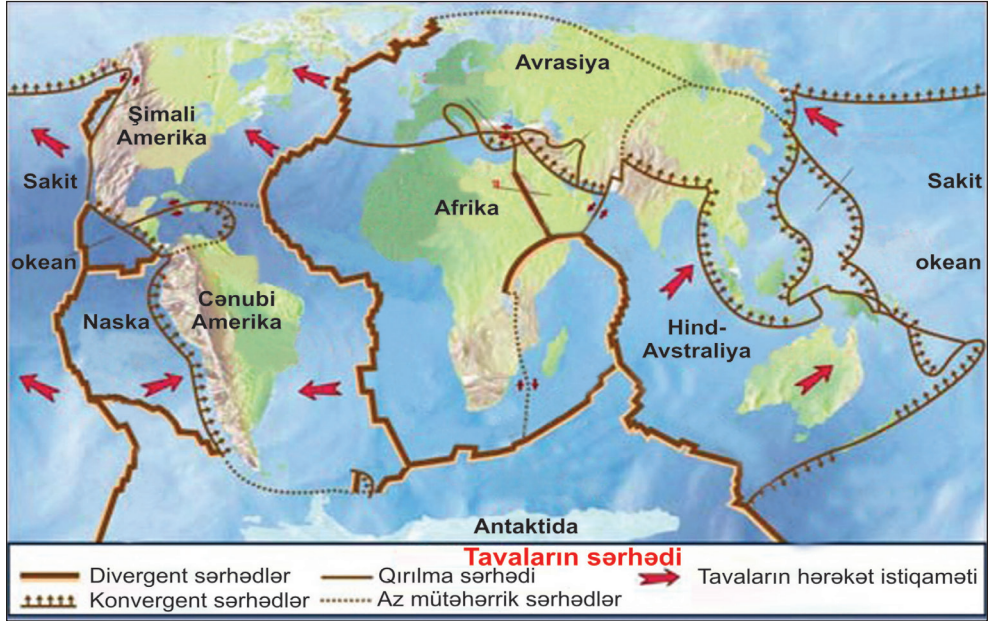 Avrasiya
Şimali
Amerika
Sakit
okean
Afrika
Sakit
okean
Naska
Cənubi
Amerika
Hind-
Avstraliya
Antaktida
Tavaların sərhədi
Divergent sərhədlər
Qırılma sərhədi
Tavaların hərəkət istiqaməti
Konvergent sərhədlər
Az mütəhərrik sərhədlər